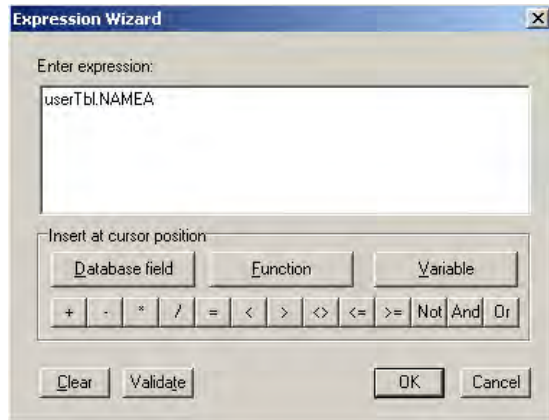 Expression Wizard
Enter expression:
userTbl.NAMEA
Insert at cursor position
Database field Function Variable
+ - * / = < > <> <= >= Not And Or
Clear Validate OK Cancel